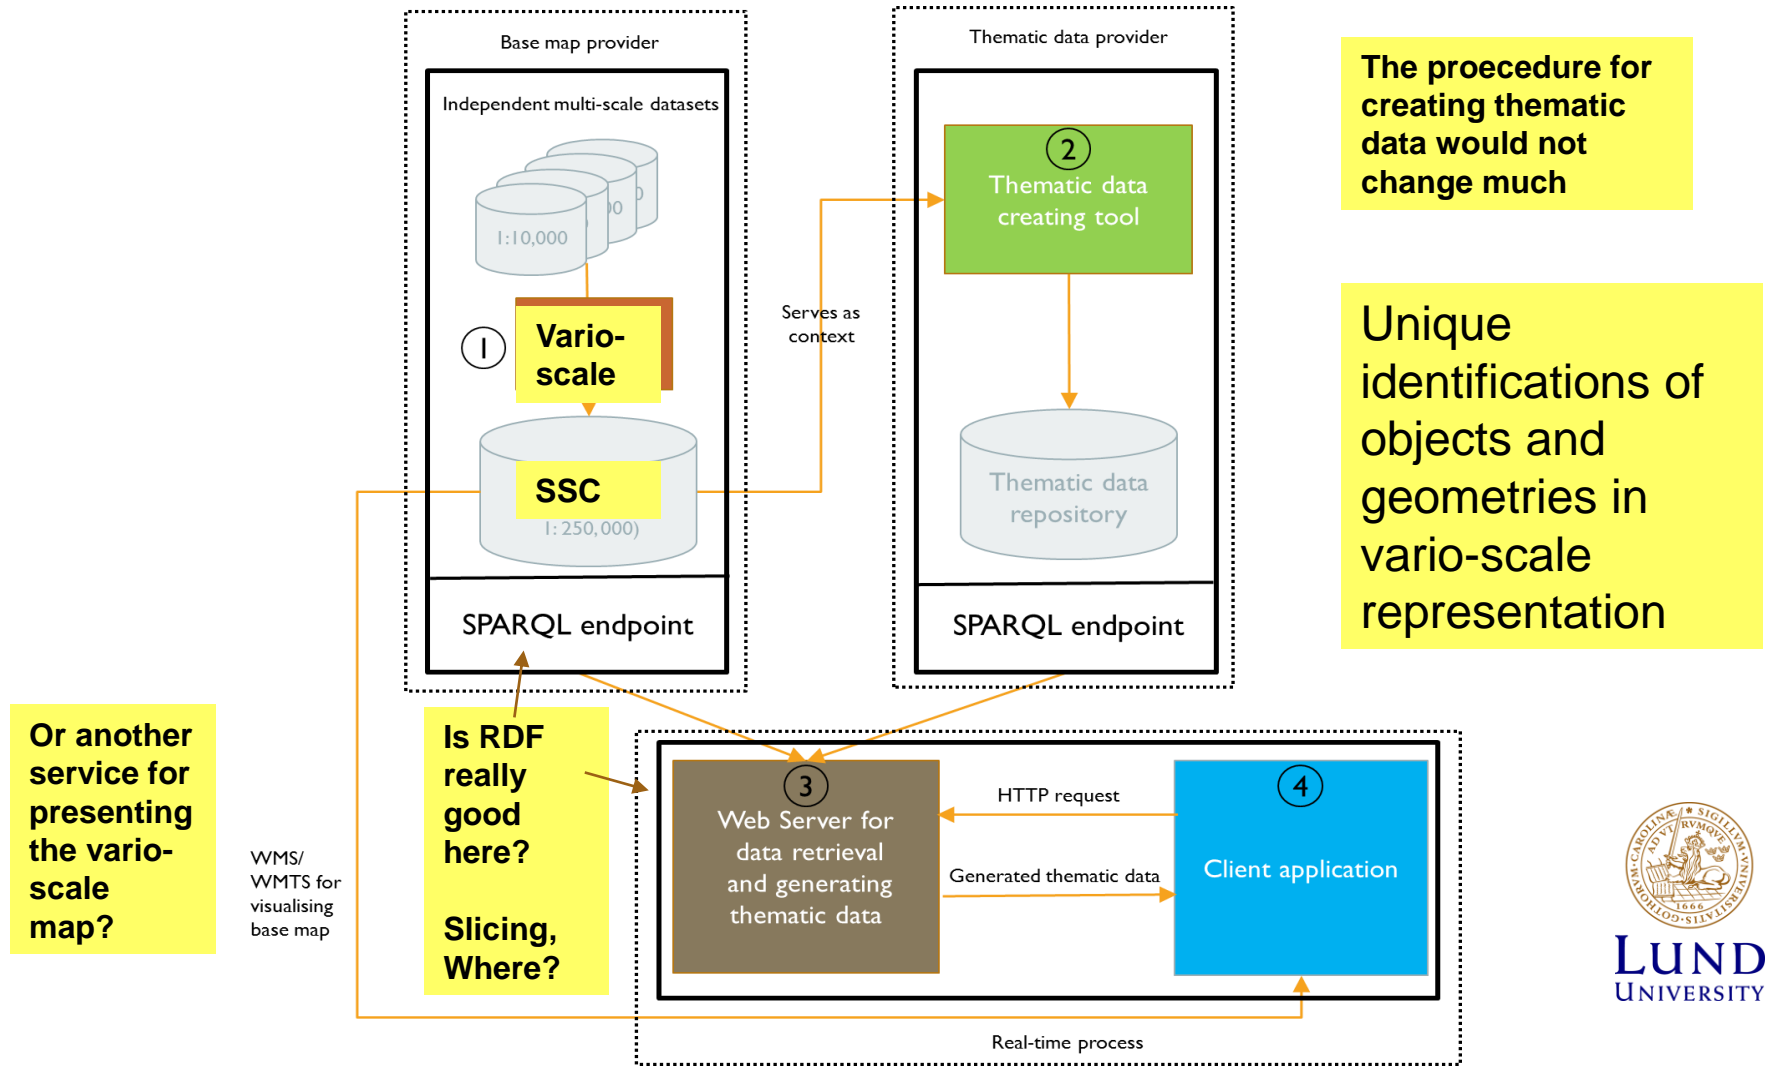 Base map provider
Independent multi-scale datasets
00
1:10,000
1
Vario-
scale
SSC
1: 250,000)
SPARQL endpoint
Serves as
context
Thematic data provider
2
Thematic data
creating tool
Thematic data
repository
SPARQL endpoint
The proecedure for
creating thematic
data would not
change much
Unique
identifications of
objects and
geometries in
vario-scale
representation
Or another
service for
presenting
the vario-
scale
map?
WMS/
WMTS for
visualising
base map
Is RDF
really
good
here?
Slicing,
Where?
3
Web Server for
data retrieval
and generating
thematic data
HTTP request
Generated thematic data
4
Client application
Real-time process
1666
LUND
UNIVERSITY